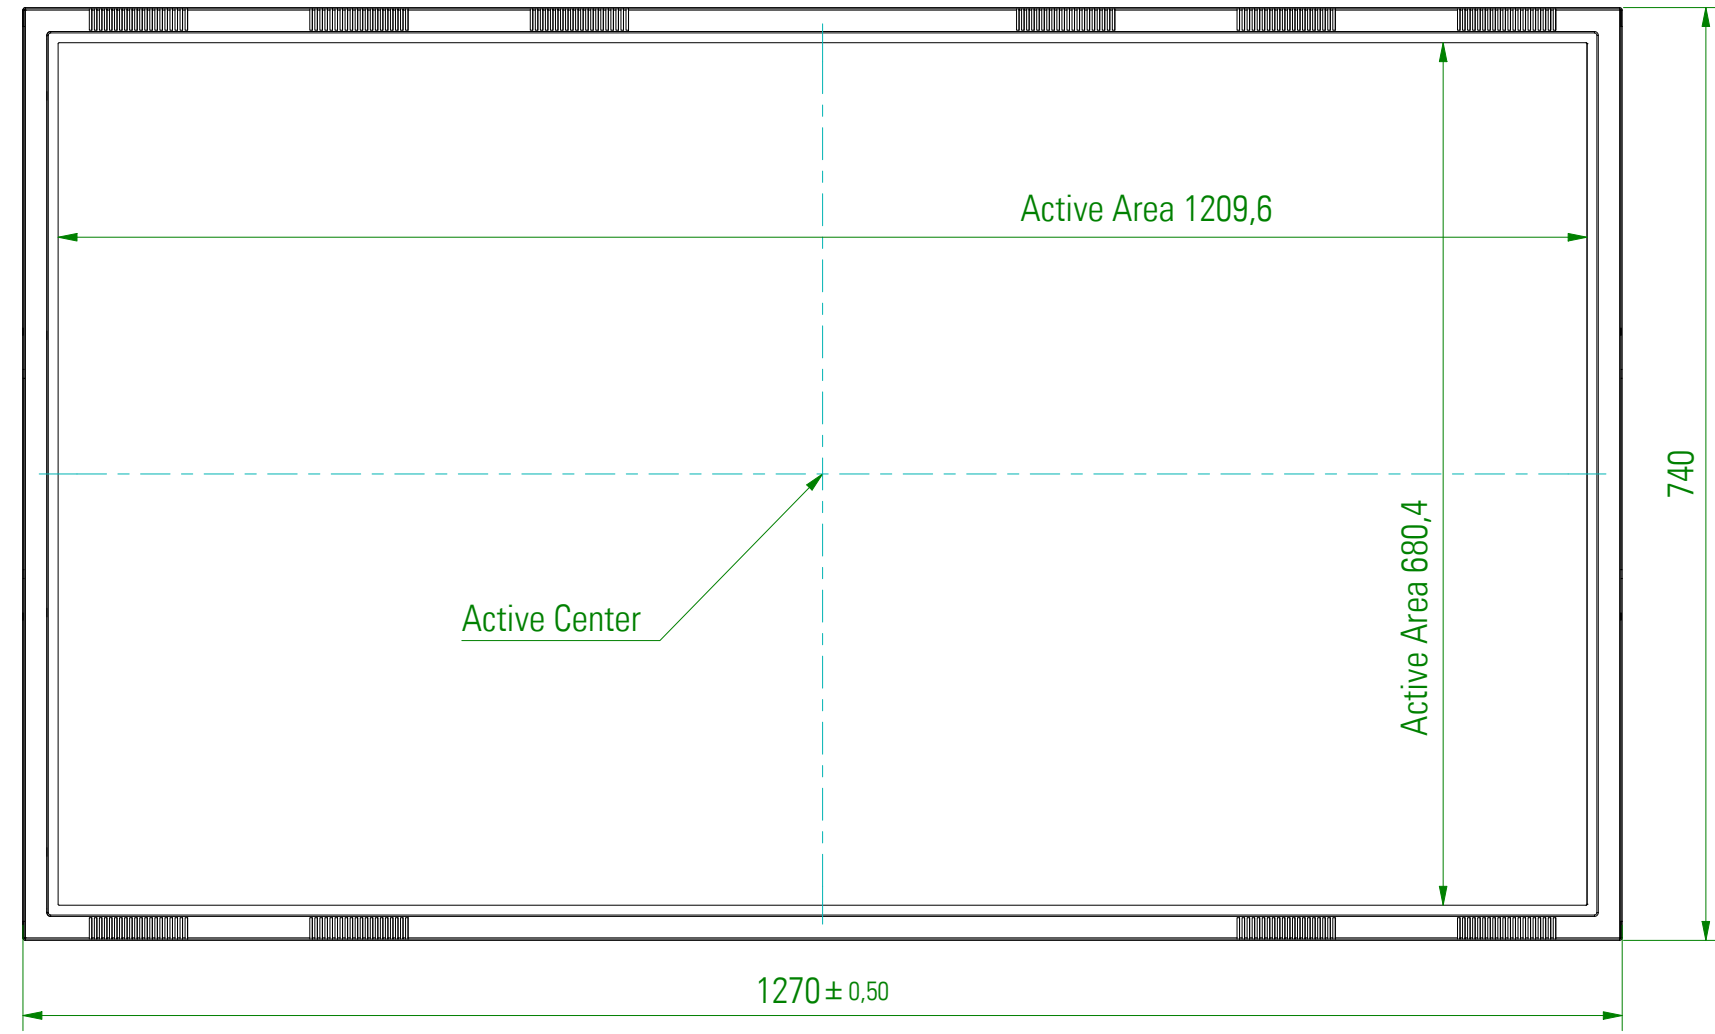 Active Area 1209,6
740
Active Area 680,4
Active Center
1270 ± 0,50